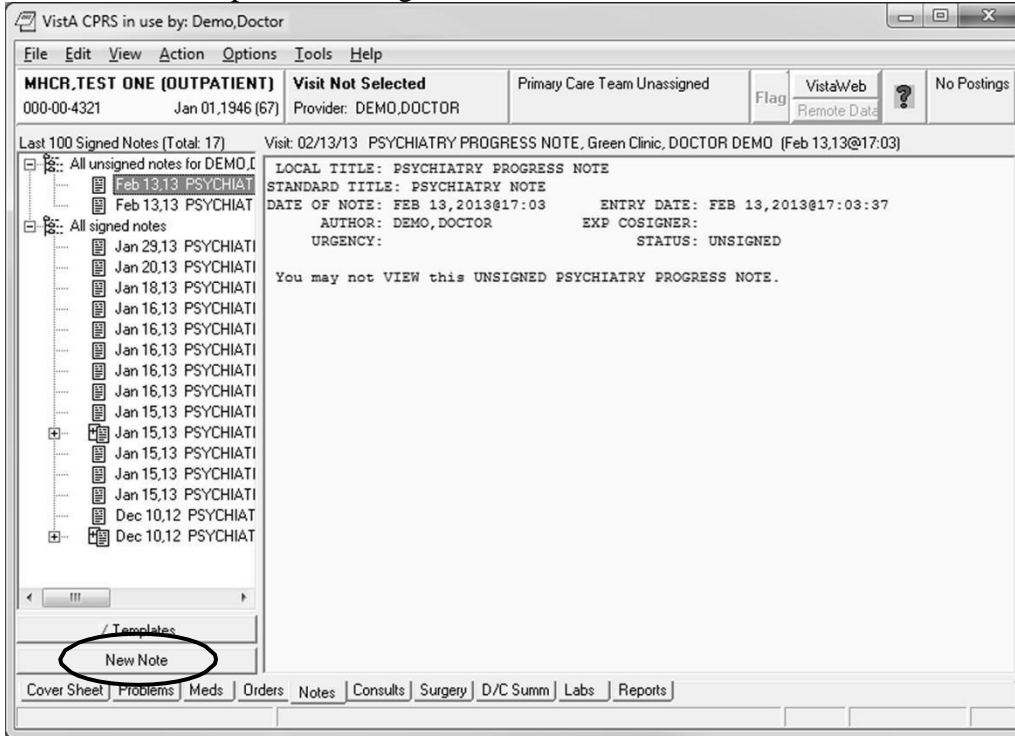 VistA CPRS in use by: Demo,Doctor
File Edit View Action Options Tools Help
MHCR,TEST ONE (OUTPATIENT) Visit Not Selected Primary Care Team Unassigned Flag VistaWeb ? No Postings
000-00-4321 Jan 01,1946 (67) Provider: DEMO,DOCTOR Remote Data
Last 100 Signed Notes (Total: 17) Visit: 02/13/13 PSYCHIATRY PROGRESS NOTE, Green Clinic, DOCTOR DEMO (Feb 13,13@17:03)
All unsigned notes for DEMO,D
Feb 13,13 PSYCHIAT
Feb 13,13 PSYCHIAT
All signed notes
Jan 29,13 PSYCHIATI
Jan 20,13 PSYCHIATI
Jan 18,13 PSYCHIATI
Jan 16,13 PSYCHIATI
Jan 16,13 PSYCHIATI
Jan 16,13 PSYCHIATI
Jan 16,13 PSYCHIATI
Jan 16,13 PSYCHIATI
Jan 15,13 PSYCHIATI
Jan 15,13 PSYCHIATI
Jan 15,13 PSYCHIATI
Jan 15,13 PSYCHIATI
Jan 15,13 PSYCHIATI
Dec 10,12 PSYCHIAT
Dec 10,12 PSYCHIAT
LOCAL TITLE: PSYCHIATRY PROGRESS NOTE
STANDARD TITLE: PSYCHIATRY NOTE
DATE OF NOTE: FEB 13,2013@17:03 ENTRY DATE: FEB 13,2013@17:03:37
AUTHOR: DEMO,DOCTOR EXP COSIGNER:
URGENCY: STATUS: UNSIGNED
You may not VIEW this UNSIGNED PSYCHIATRY PROGRESS NOTE.
/ Templates
New Note
Cover Sheet Problems Meds Orders Notes Consults Surgery D/C Summ Labs Reports